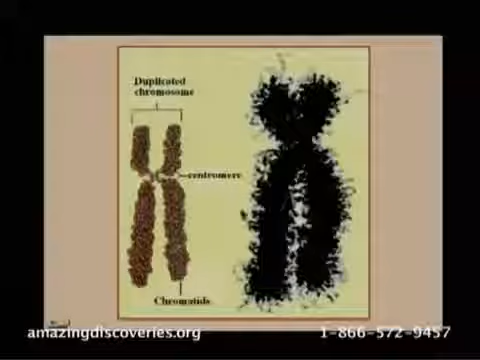 Duplicated
chromosome
centromere
Chromatids
amazingdiscoveries.org
1-866-572-9457